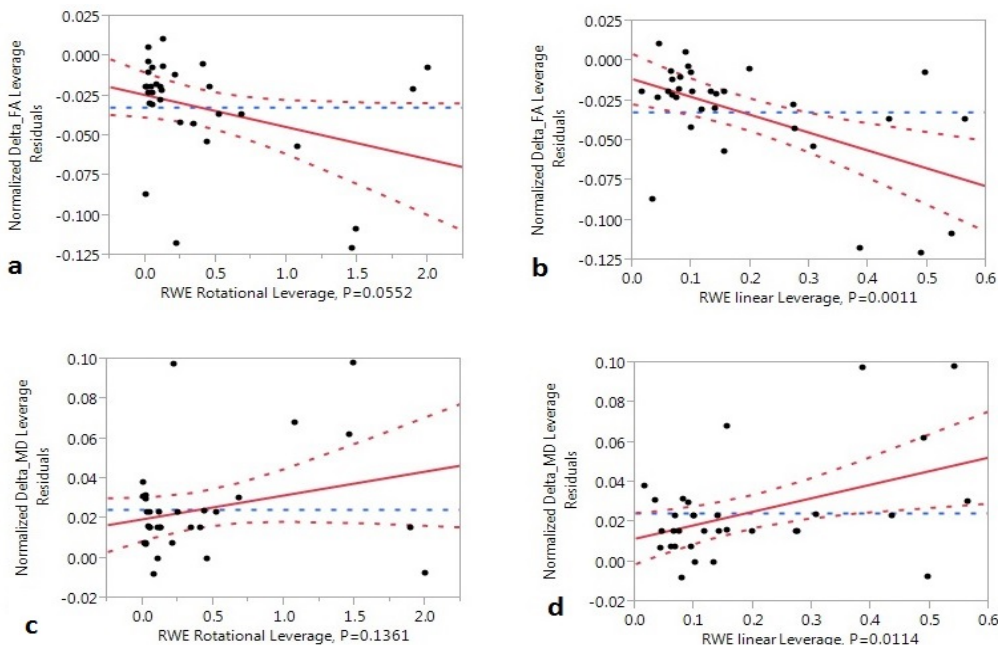 0.025
0.000
-0.025
-0.050
-0.075
-0.100
-0.125
Normalized Delta_FA Leverage
Residuals
0.0 0.5 1.0 1.5 2.0
RWE Rotational Leverage, P=0.0552
a
0.025
0.000
-0.025
-0.050
-0.075
-0.100
-0.125
Normalized Delta_FA Leverage
Residuals
0.0 0.1 0.2 0.3 0.4 0.5 0.6
RWE linear Leverage, P=0.0011
b
0.10
0.08
0.06
0.04
0.02
0.00
-0.02
Normalized Delta_MD Leverage
Residuals
0.0 0.5 1.0 1.5 2.0
RWE Rotational Leverage, P=0.1361
c
0.10
0.08
0.06
0.04
0.02
0.00
-0.02
Normalized Delta_MD Leverage
Residuals
0.0 0.1 0.2 0.3 0.4 0.5 0.6
RWE linear Leverage, P=0.0114
d